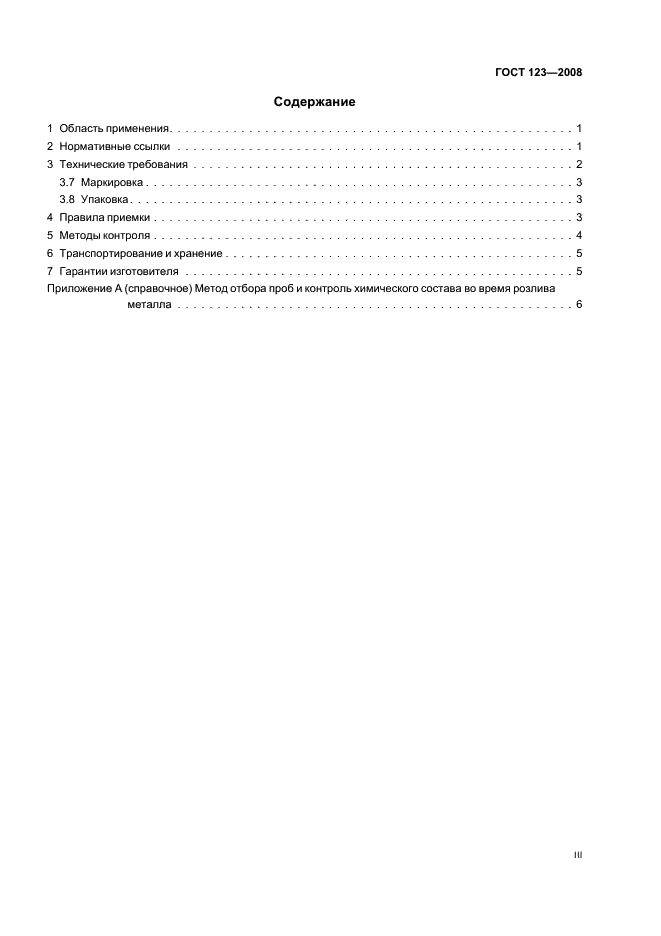 ГОСТ 123—2008
Содержание
1 Область применения. . . . . . . . . . . . . . . . . . . . . . . . . . . . . . . . . . . 1
2 Нормативные ссылки . . . . . . . . . . . . . . . . . . . . . . . . . . . . . . . . . . . 1
3 Технические требования . . . . . . . . . . . . . . . . . . . . . . . . . . . . . . . . . . . 2
3.7 Маркировка . . . . . . . . . . . . . . . . . . . . . . . . . . . . . . . . . . . 3
3.8 Упаковка. . . . . . . . . . . . . . . . . . . . . . . . . . . . . . . . . . . 3
4 Правила приемки . . . . . . . . . . . . . . . . . . . . . . . . . . . . . . . . . . . 3
5 Методы контроля . . . . . . . . . . . . . . . . . . . . . . . . . . . . . . . . . . . 4
6 Транспортирование и хранение . . . . . . . . . . . . . . . . . . . . . . . . . . . . . . . . . . . 5
7 Гарантии изготовителя . . . . . . . . . . . . . . . . . . . . . . . . . . . . . . . . . . . 5
Приложение А (справочное) Метод отбора проб и контроль химического состава во время розлива
металла . . . . . . . . . . . . . . . . . . . . . . . . . . . . . . . . . . . 6
III